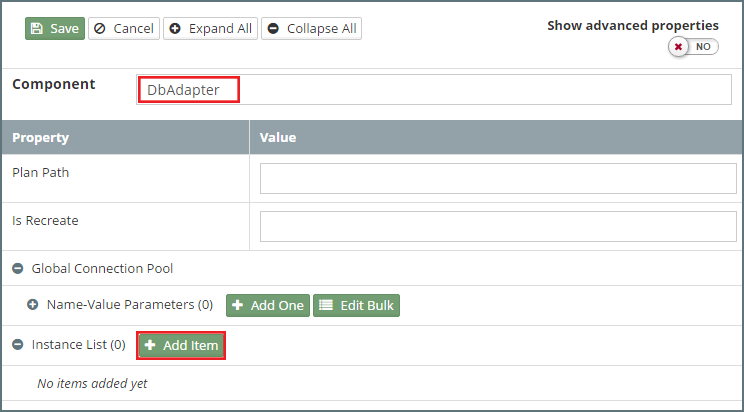 Save Cancel Expand All Collapse All Show advanced properties
NO
Component DbAdapter
Property Value
Plan Path
Is Recreate
Global Connection Pool
Name-Value Parameters (0) Add One Edit Bulk
Instance List (0) Add Item
No items added yet